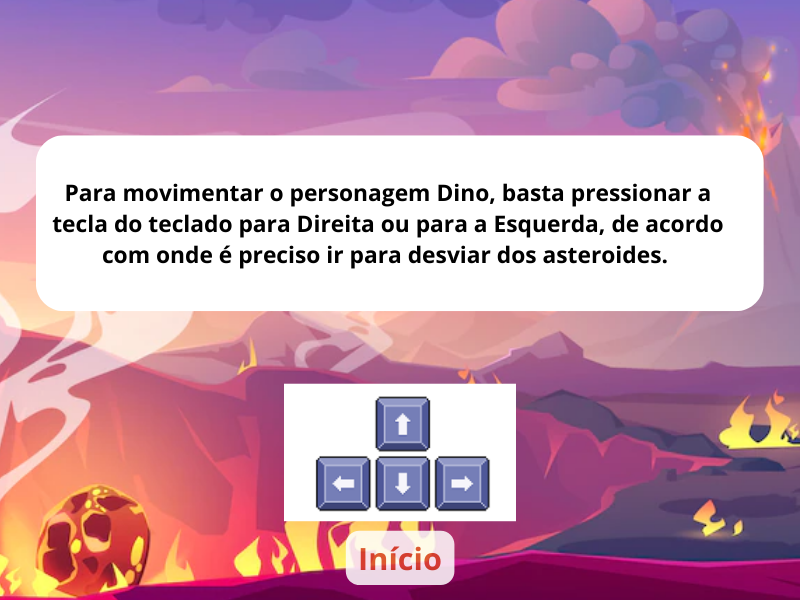 Para movimentar o personagem Dino, basta pressionar a
tecla do teclado para Direita ou para a Esquerda, de acordo
com onde é preciso ir para desviar dos asteroides.
Início